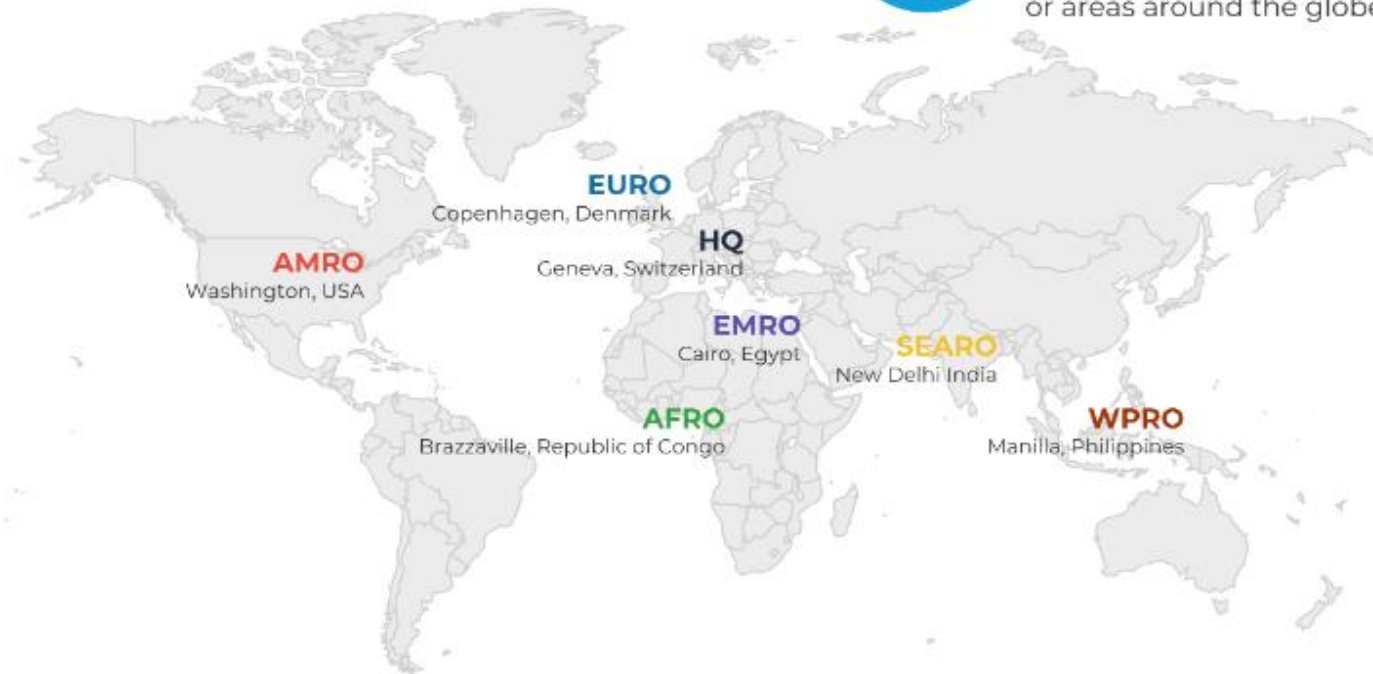 or areas around the globe
EURO
Copenhagen, Denmark
HQ
Geneva, Switzerland
AMRO
Washington, USA
EMRO
Cairo, Egypt
SEARO
New Delhi India
AFRO
Brazzaville, Republic of Congo
WPRO
Manilla, Philippines